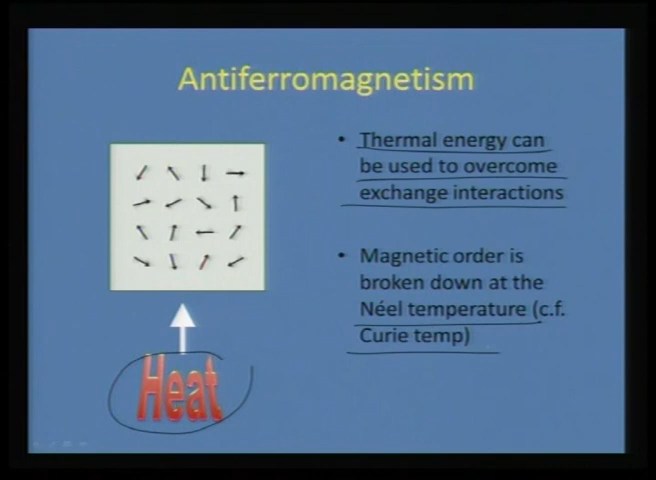 Antiferromagnetism
• Thermal energy can
be used to overcome
exchange interactions
• Magnetic order is
broken down at the
Néel temperature (c.f.
Curie temp)
Heat